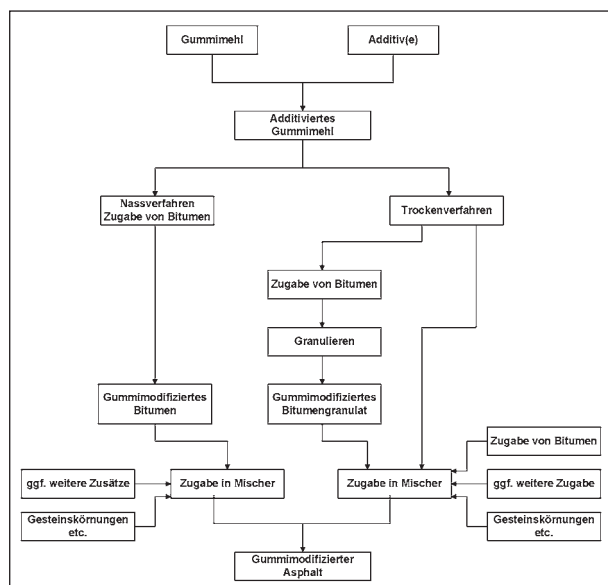 Gummimehl
Additiv(e)
Additiviertes
Gummimehl
Nassverfahren
Zugabe von Bitumen
Trockenverfahren
Zugabe von Bitumen
Granulieren
Gummimodifiziertes
Bitumen
Gummimodifiziertes
Bitumengranulat
Zugabe von Bitumen
ggf. weitere Zusätze
Zugabe in Mischer
Zugabe in Mischer
ggf. weitere Zugabe
Gesteinskörnungen
etc.
Gesteinskörnungen
etc.
Gummimodifizierter
Asphalt